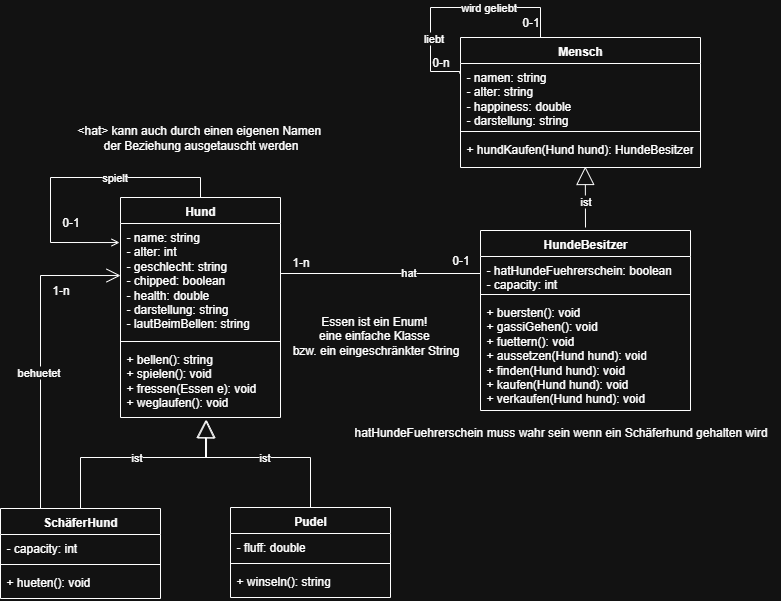 wird geliebt
0-1
liebt
0-n
Mensch
- namen: string
- alter: string
- happiness: double
- darstellung: string
+ hundKaufen(Hund hund): HundeBesitzer
<hat> kann auch durch einen eigenen Namen
der Beziehung ausgetauscht werden
spielt
0-1
Hund
- name: string
- alter: int
- geschlecht: string
- chipped: boolean
- health: double
- darstellung: string
- lautBeimBellen: string
+ bellen(): string
+ spielen(): void
+ fressen(Essen e): void
+ weglaufen(): void
ist
1-n
hat
0-1
HundeBesitzer
- hatHundeFuehrerschein: boolean
- capacity: int
+ buersten(): void
+ gassiGehen(): void
+ fuettern(): void
+ aussetzen(Hund hund): void
+ finden(Hund hund): void
+ kaufen(Hund hund): void
+ verkaufen(Hund hund): void
1-n
behuetet
Essen ist ein Enum!
eine einfache Klasse
bzw. ein eingeschränkter String
hatHundeFuehrerschein muss wahr sein wenn ein Schäferhund gehalten wird
ist
ist
SchäferHund
- capacity: int
+ hueten(): void
Pudel
- fluff: double
+ winseln(): string